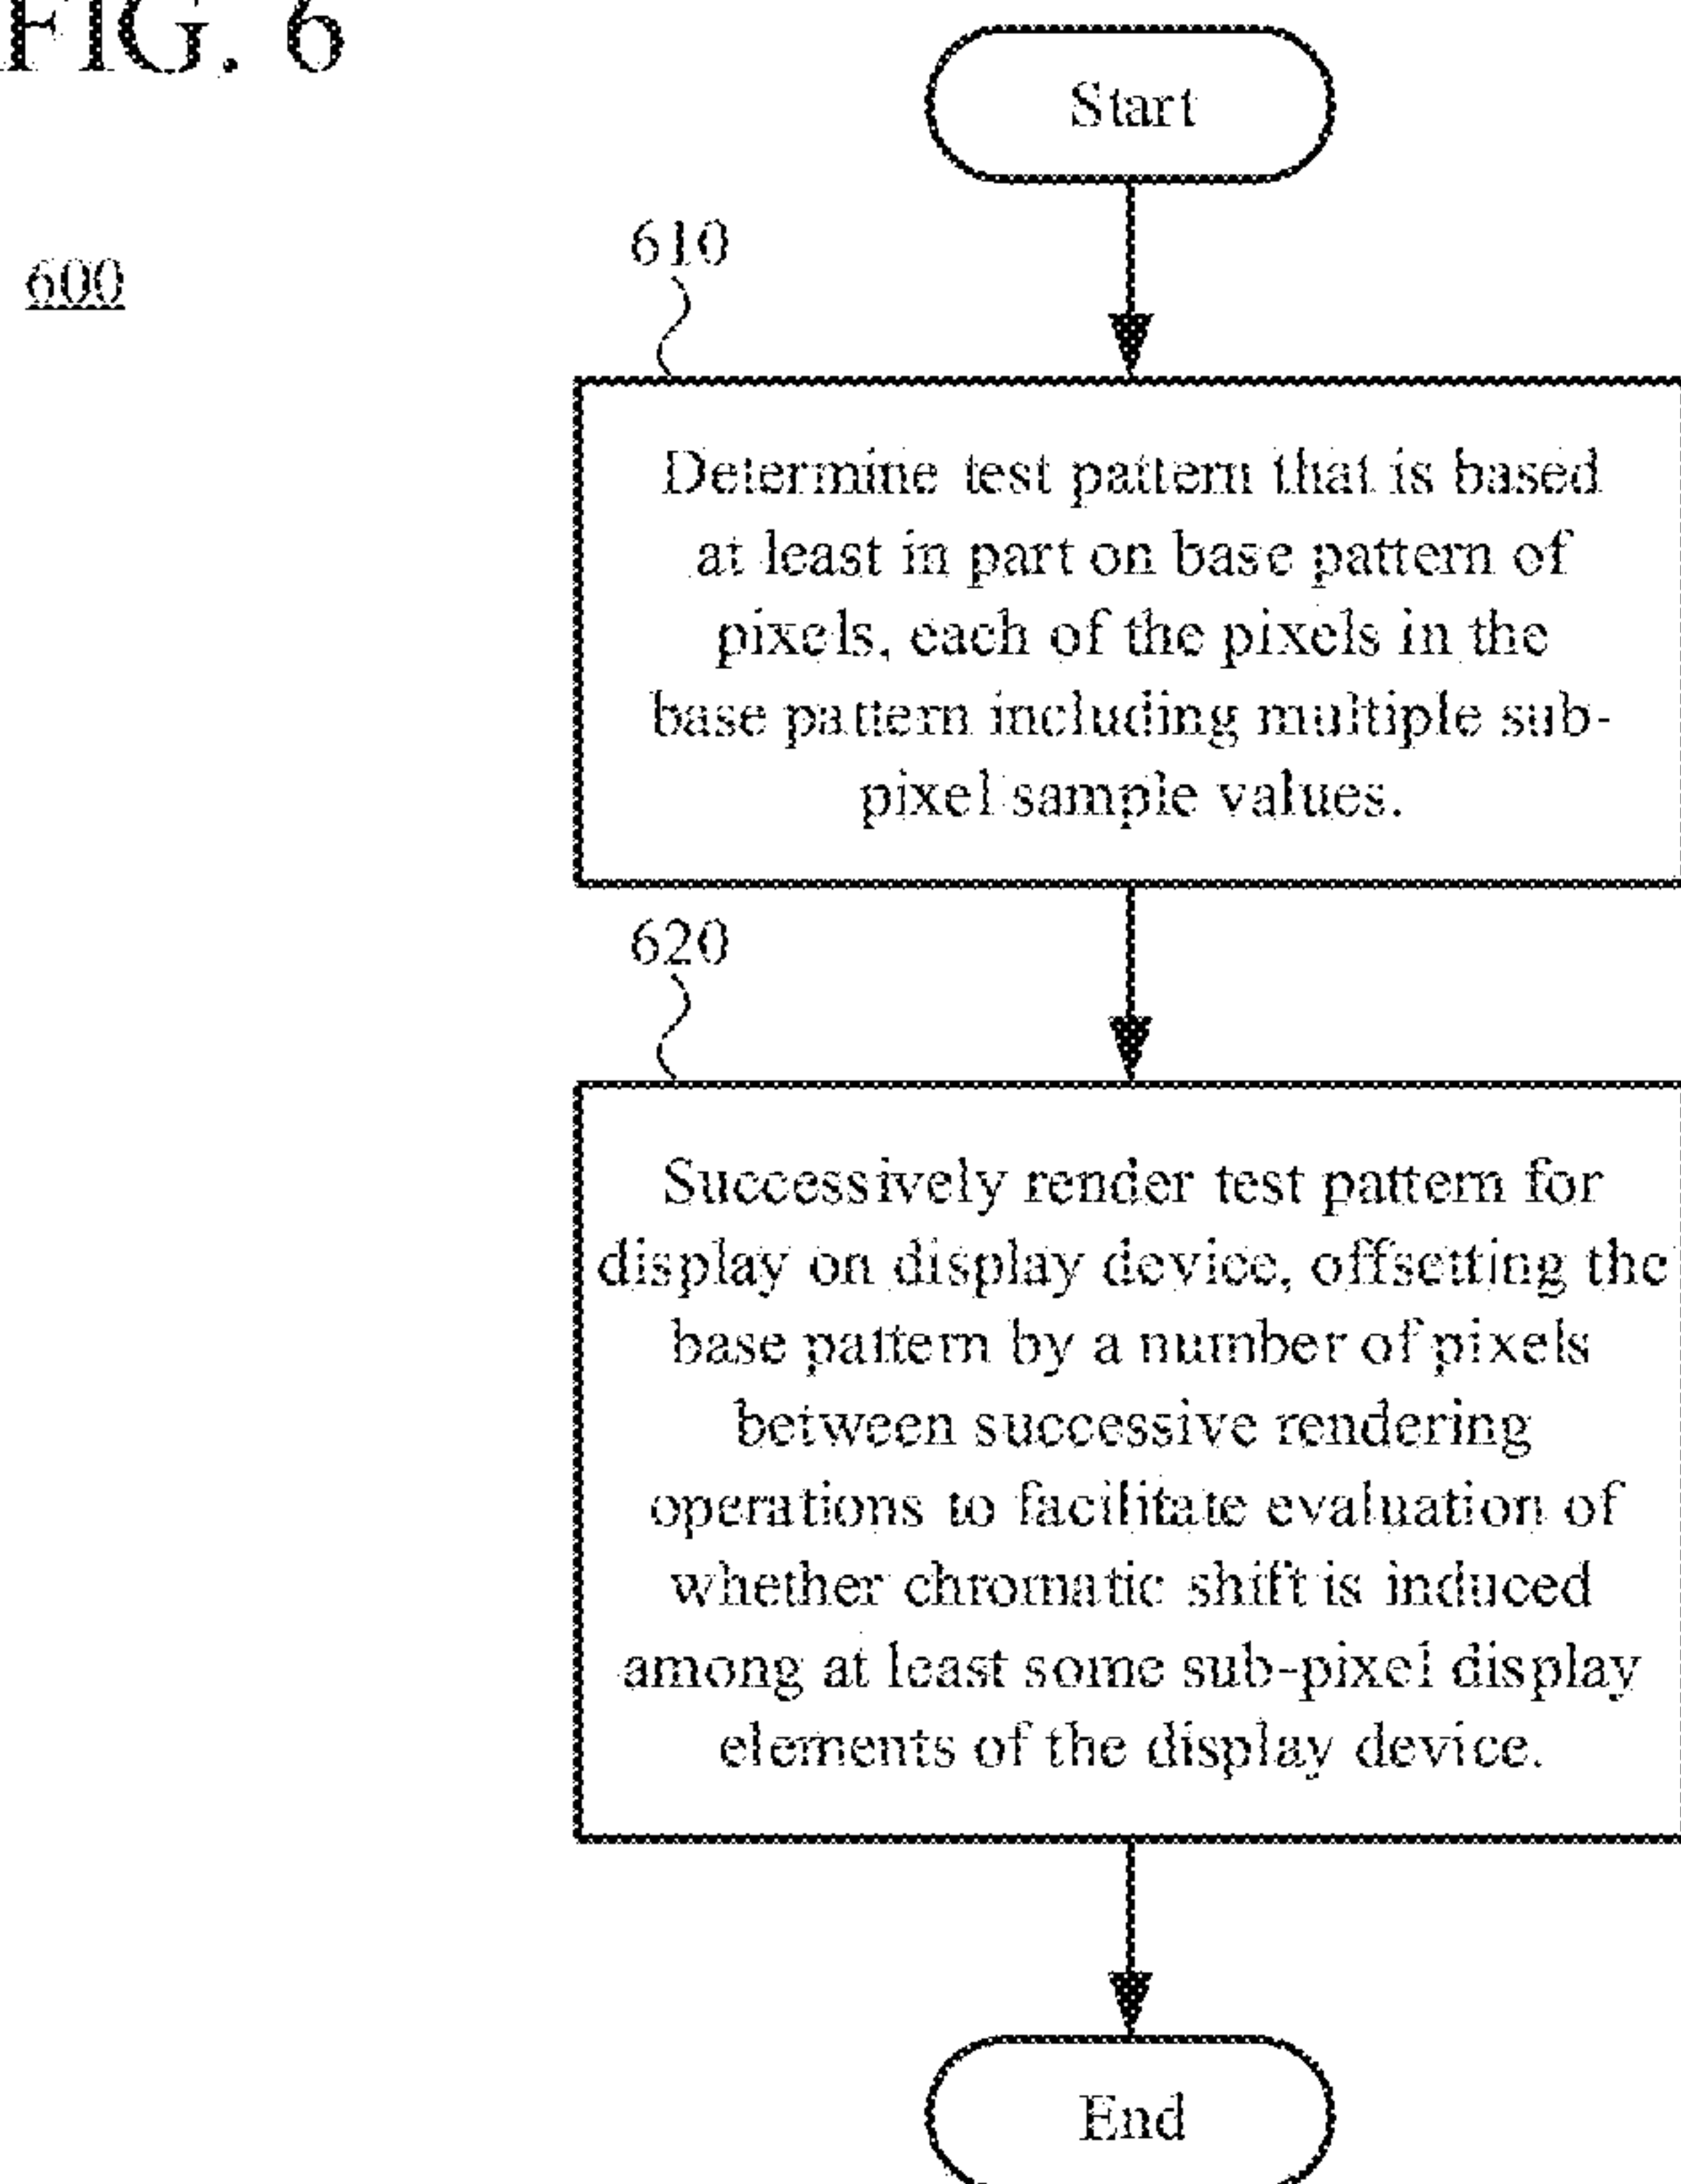 FIG. 6
Start
600
610
Determine test pattern that is based
at least in part on base pattern of
pixels, each of the pixels in the
base pattern including multiple sub-
pixel sample values.
620
Successively render test pattern for
display on display device, offsetting the
base pattern by a number of pixels
between successive rendering
operations to facilitate evaluation of
whether chromatic shift is induced
among at least some sub-pixel display
elements of the display device.
End